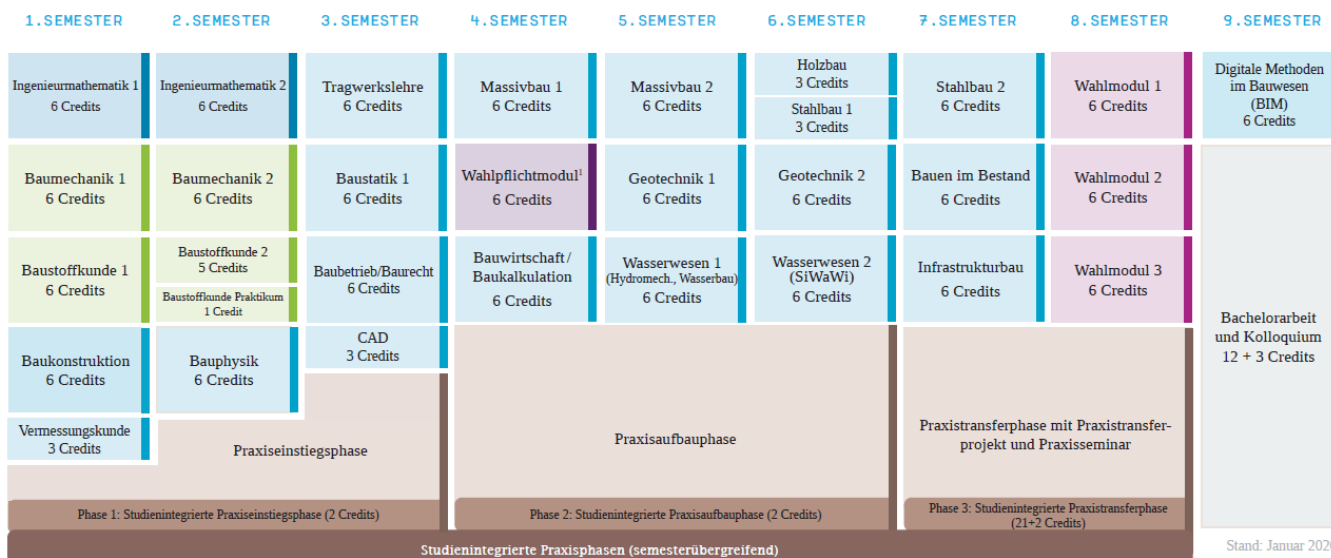 1.SEMESTER
2.SEMESTER
3.SEMESTER
4.SEMESTER
5.SEMESTER
6.SEMESTER
7.SEMESTER
8.SEMESTER
9.SEMESTER
Ingenieurmathematik 1
6 Credits
Ingenieurmathematik 2
6 Credits
Tragwerkslehre
6 Credits
Massivbau 1
6 Credits
Massivbau 2
6 Credits
Holzbau
3 Credits
Stahlbau 1
3 Credits
Stahlbau 2
6 Credits
Wahlmodul 1
6 Credits
Digitale Methoden
im Bauwesen
(BIM)
6 Credits
Baumechanik 1
6 Credits
Baumechanik 2
6 Credits
Baustatik 1
6 Credits
Wahlpflichtmodul¹
6 Credits
Geotechnik 1
6 Credits
Geotechnik 2
6 Credits
Bauen im Bestand
6 Credits
Wahlmodul 2
6 Credits
Baustoffkunde 1
6 Credits
Baustoffkunde 2
5 Credits
Baustoffkunde Praktikum
1 Credit
Baubetrieb/Baurecht
6 Credits
Bauwirtschaft/
Baukalkulation
6 Credits
Wasserwesen 1
(Hydromech., Wasserbau)
6 Credits
Wasserwesen 2
(SiWaWi)
6 Credits
Infrastrukturbau
6 Credits
Wahlmodul 3
6 Credits
Baukonstruktion
6 Credits
Bauphysik
6 Credits
CAD
3 Credits
Bachelorarbeit
und Kolloquium
12 + 3 Credits
Vermessungskunde
3 Credits
Praxiseinstiegsphase
Praxisaufbauphase
Praxistransferphase mit Praxistransfer-
projekt und Praxisseminar
Phase 1: Studienintegrierte Praxiseinstiegsphase (2 Credits)
Phase 2: Studienintegrierte Praxisaufbauphase (2 Credits)
Phase 3: Studienintegrierte Praxistransferphase
(21+2 Credits)
Studienintegrierte Praxisphasen (semesterübergreifend)
Stand: Januar 2020